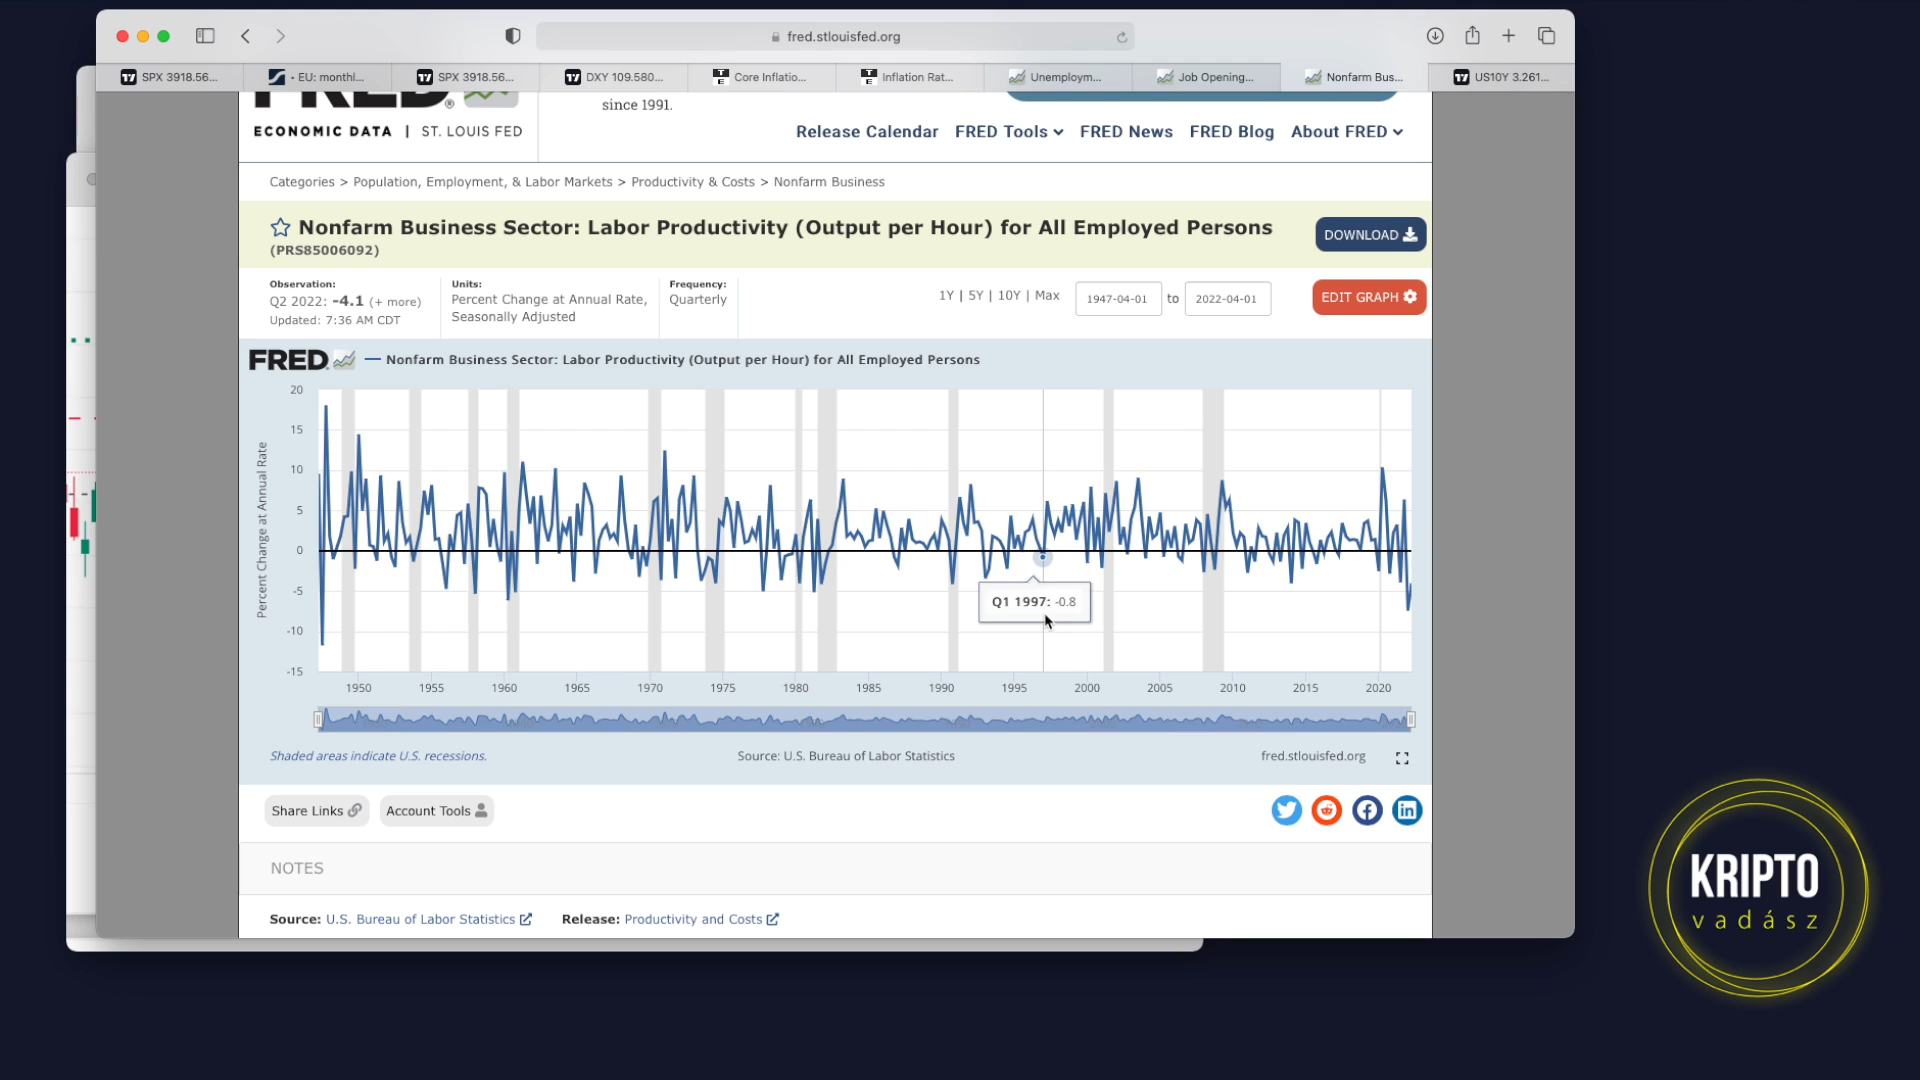 fred.stlouisfed.org
SPX 3918.56...
· EU: monthl...
SPX 3918.56...
DXY 109.580...
Core Inflatio...
Inflation Rat...
Unemploym...
Job Opening...
Nonfarm Bus...
US10Y 3.261...
since 1991.
ECONOMIC DATA | ST. LOUIS FED
Release Calendar FRED Tools FRED News FRED Blog About FRED
Categories > Population, Employment, & Labor Markets > Productivity & Costs > Nonfarm Business
Nonfarm Business Sector: Labor Productivity (Output per Hour) for All Employed Persons
(PRS85006092)
DOWNLOAD
Observation:
Q2 2022: -4.1 (+ more)
Updated: 7:36 AM CDT
Units:
Percent Change at Annual Rate,
Seasonally Adjusted
Frequency:
Quarterly
1Y | 5Y | 10Y | Max
1947-04-01 to 2022-04-01
EDIT GRAPH
FRED — Nonfarm Business Sector: Labor Productivity (Output per Hour) for All Employed Persons
Percent Change at Annual Rate
20
15
10
5
0
-5
-10
-15
Q1 1997: -0.8
1950 1955 1960 1965 1970 1975 1980 1985 1990 1995 2000 2005 2010 2015 2020
Shaded areas indicate U.S. recessions.
Source: U.S. Bureau of Labor Statistics
fred.stlouisfed.org
Share Links
Account Tools
NOTES
Source: U.S. Bureau of Labor Statistics
Release: Productivity and Costs
KRIPTO
vadász